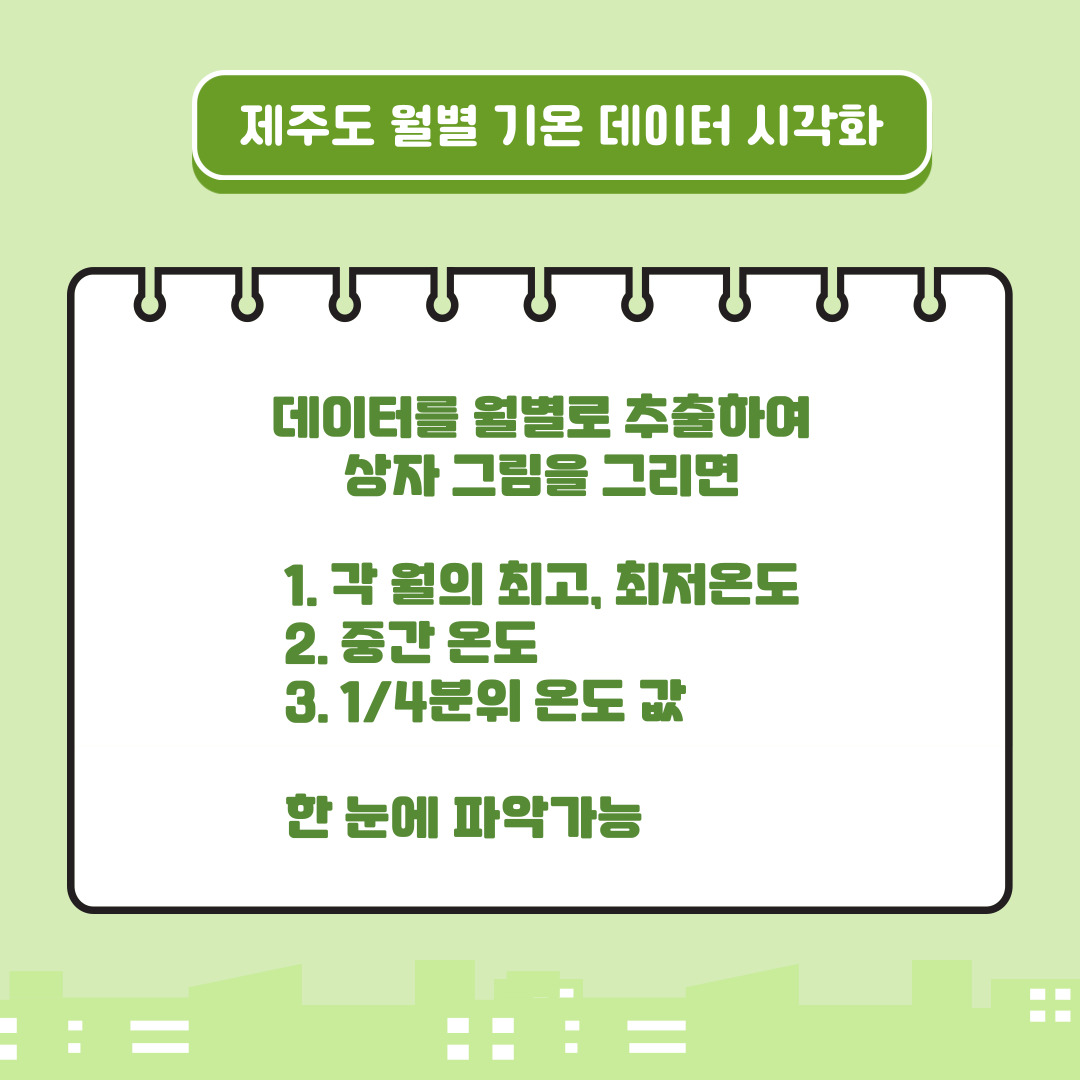 제주도 월별 기온 데이터 시각화
데이터를 월별로 추출하여
상자 그림을 그리면
1. 각 월의 최고, 최저온도
2. 중간 온도
3. 1/4분위 온도 값
한 눈에 파악가능